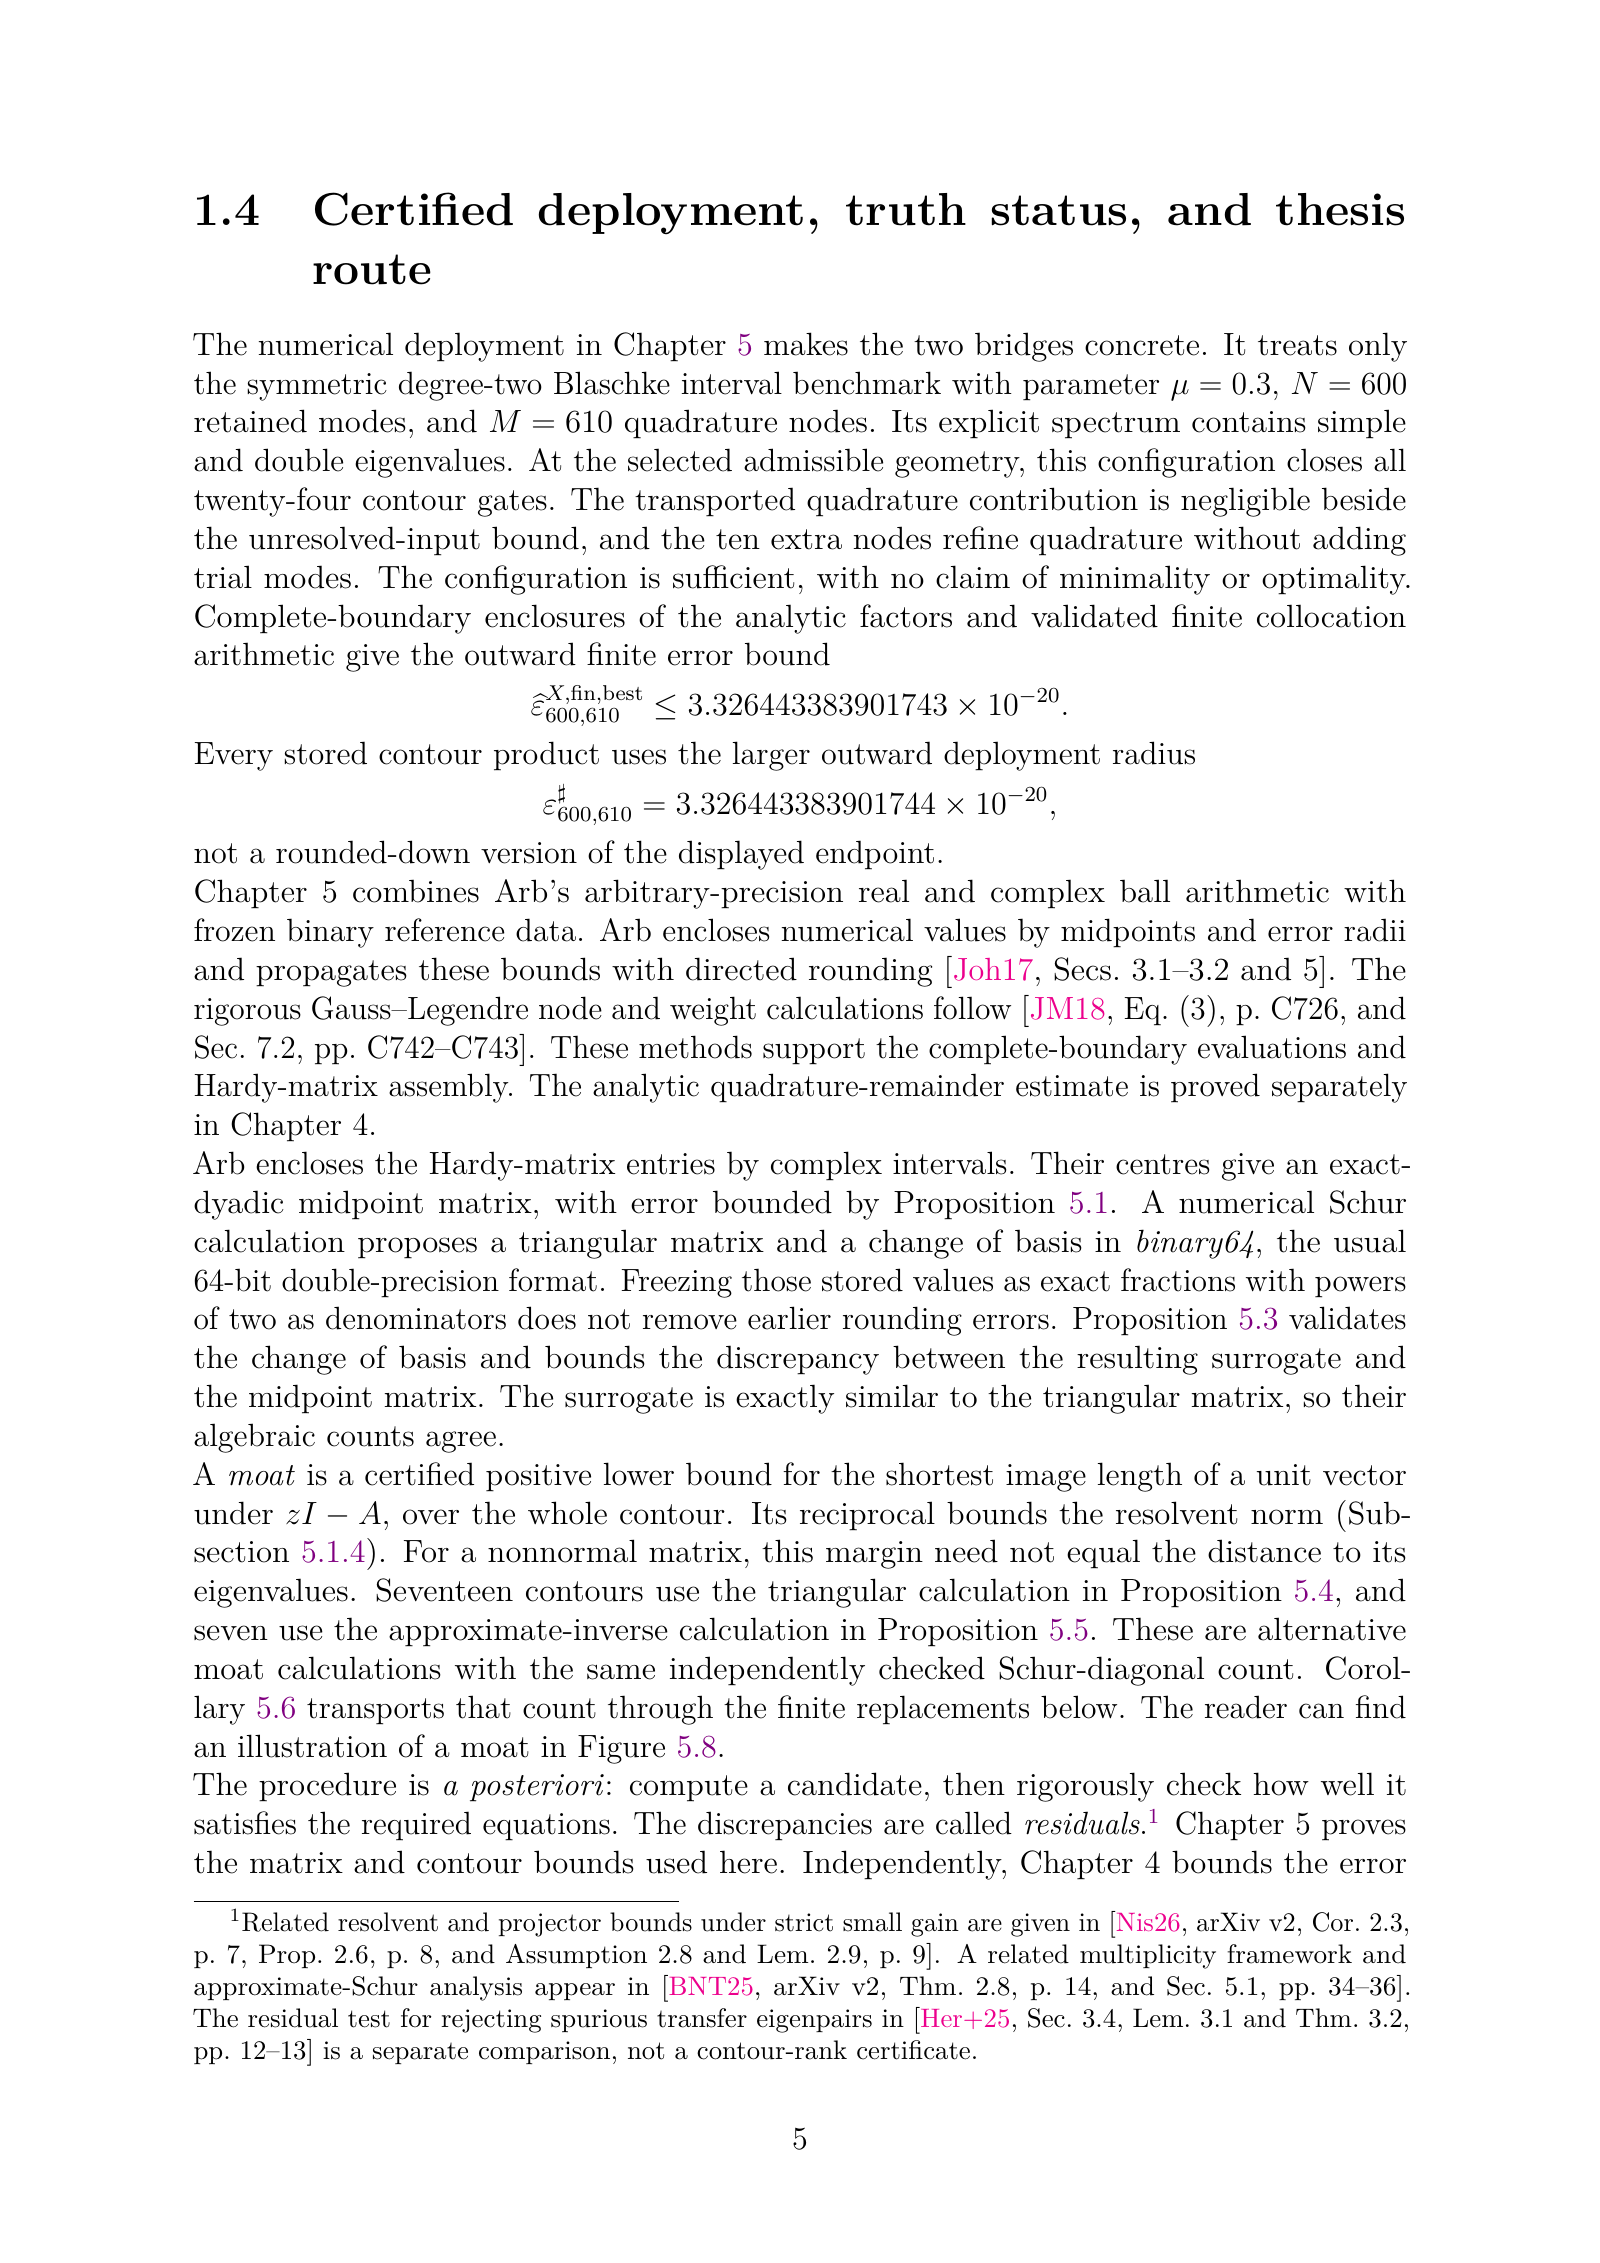 1.4 Certified deployment, truth status, and thesis
route
The numerical deployment in Chapter 5 makes the two bridges concrete. It treats only
the symmetric degree-two Blaschke interval benchmark with parameter μ = 0.3, N = 600
retained modes, and M = 610 quadrature nodes. Its explicit spectrum contains simple
and double eigenvalues. At the selected admissible geometry, this configuration closes all
twenty-four contour gates. The transported quadrature contribution is negligible beside
the unresolved-input bound, and the ten extra nodes refine quadrature without adding
trial modes. The configuration is sufficient, with no claim of minimality or optimality.
Complete-boundary enclosures of the analytic factors and validated finite collocation
arithmetic give the outward finite error bound
ε̂^{X,fin,best}_{600,610} ≤ 3.326443383901743 × 10^{−20}.
Every stored contour product uses the larger outward deployment radius
ε^♯_{600,610} = 3.326443383901744 × 10^{−20},
not a rounded-down version of the displayed endpoint.
Chapter 5 combines Arb's arbitrary-precision real and complex ball arithmetic with
frozen binary reference data. Arb encloses numerical values by midpoints and error radii
and propagates these bounds with directed rounding [Joh17, Secs. 3.1–3.2 and 5]. The
rigorous Gauss–Legendre node and weight calculations follow [JM18, Eq. (3), p. C726, and
Sec. 7.2, pp. C742–C743]. These methods support the complete-boundary evaluations and
Hardy-matrix assembly. The analytic quadrature-remainder estimate is proved separately
in Chapter 4.
Arb encloses the Hardy-matrix entries by complex intervals. Their centres give an exact-
dyadic midpoint matrix, with error bounded by Proposition 5.1. A numerical Schur
calculation proposes a triangular matrix and a change of basis in binary64, the usual
64-bit double-precision format. Freezing those stored values as exact fractions with powers
of two as denominators does not remove earlier rounding errors. Proposition 5.3 validates
the change of basis and bounds the discrepancy between the resulting surrogate and
the midpoint matrix. The surrogate is exactly similar to the triangular matrix, so their
algebraic counts agree.
A moat is a certified positive lower bound for the shortest image length of a unit vector
under zI − A, over the whole contour. Its reciprocal bounds the resolvent norm (Sub-
section 5.1.4). For a nonnormal matrix, this margin need not equal the distance to its
eigenvalues. Seventeen contours use the triangular calculation in Proposition 5.4, and
seven use the approximate-inverse calculation in Proposition 5.5. These are alternative
moat calculations with the same independently checked Schur-diagonal count. Corol-
lary 5.6 transports that count through the finite replacements below. The reader can find
an illustration of a moat in Figure 5.8.
The procedure is a posteriori: compute a candidate, then rigorously check how well it
satisfies the required equations. The discrepancies are called residuals.¹ Chapter 5 proves
the matrix and contour bounds used here. Independently, Chapter 4 bounds the error
¹Related resolvent and projector bounds under strict small gain are given in [Nis26, arXiv v2, Cor. 2.3,
p. 7, Prop. 2.6, p. 8, and Assumption 2.8 and Lem. 2.9, p. 9]. A related multiplicity framework and
approximate-Schur analysis appear in [BNT25, arXiv v2, Thm. 2.8, p. 14, and Sec. 5.1, pp. 34–36].
The residual test for rejecting spurious transfer eigenpairs in [Her+25, Sec. 3.4, Lem. 3.1 and Thm. 3.2,
pp. 12–13] is a separate comparison, not a contour-rank certificate.
5